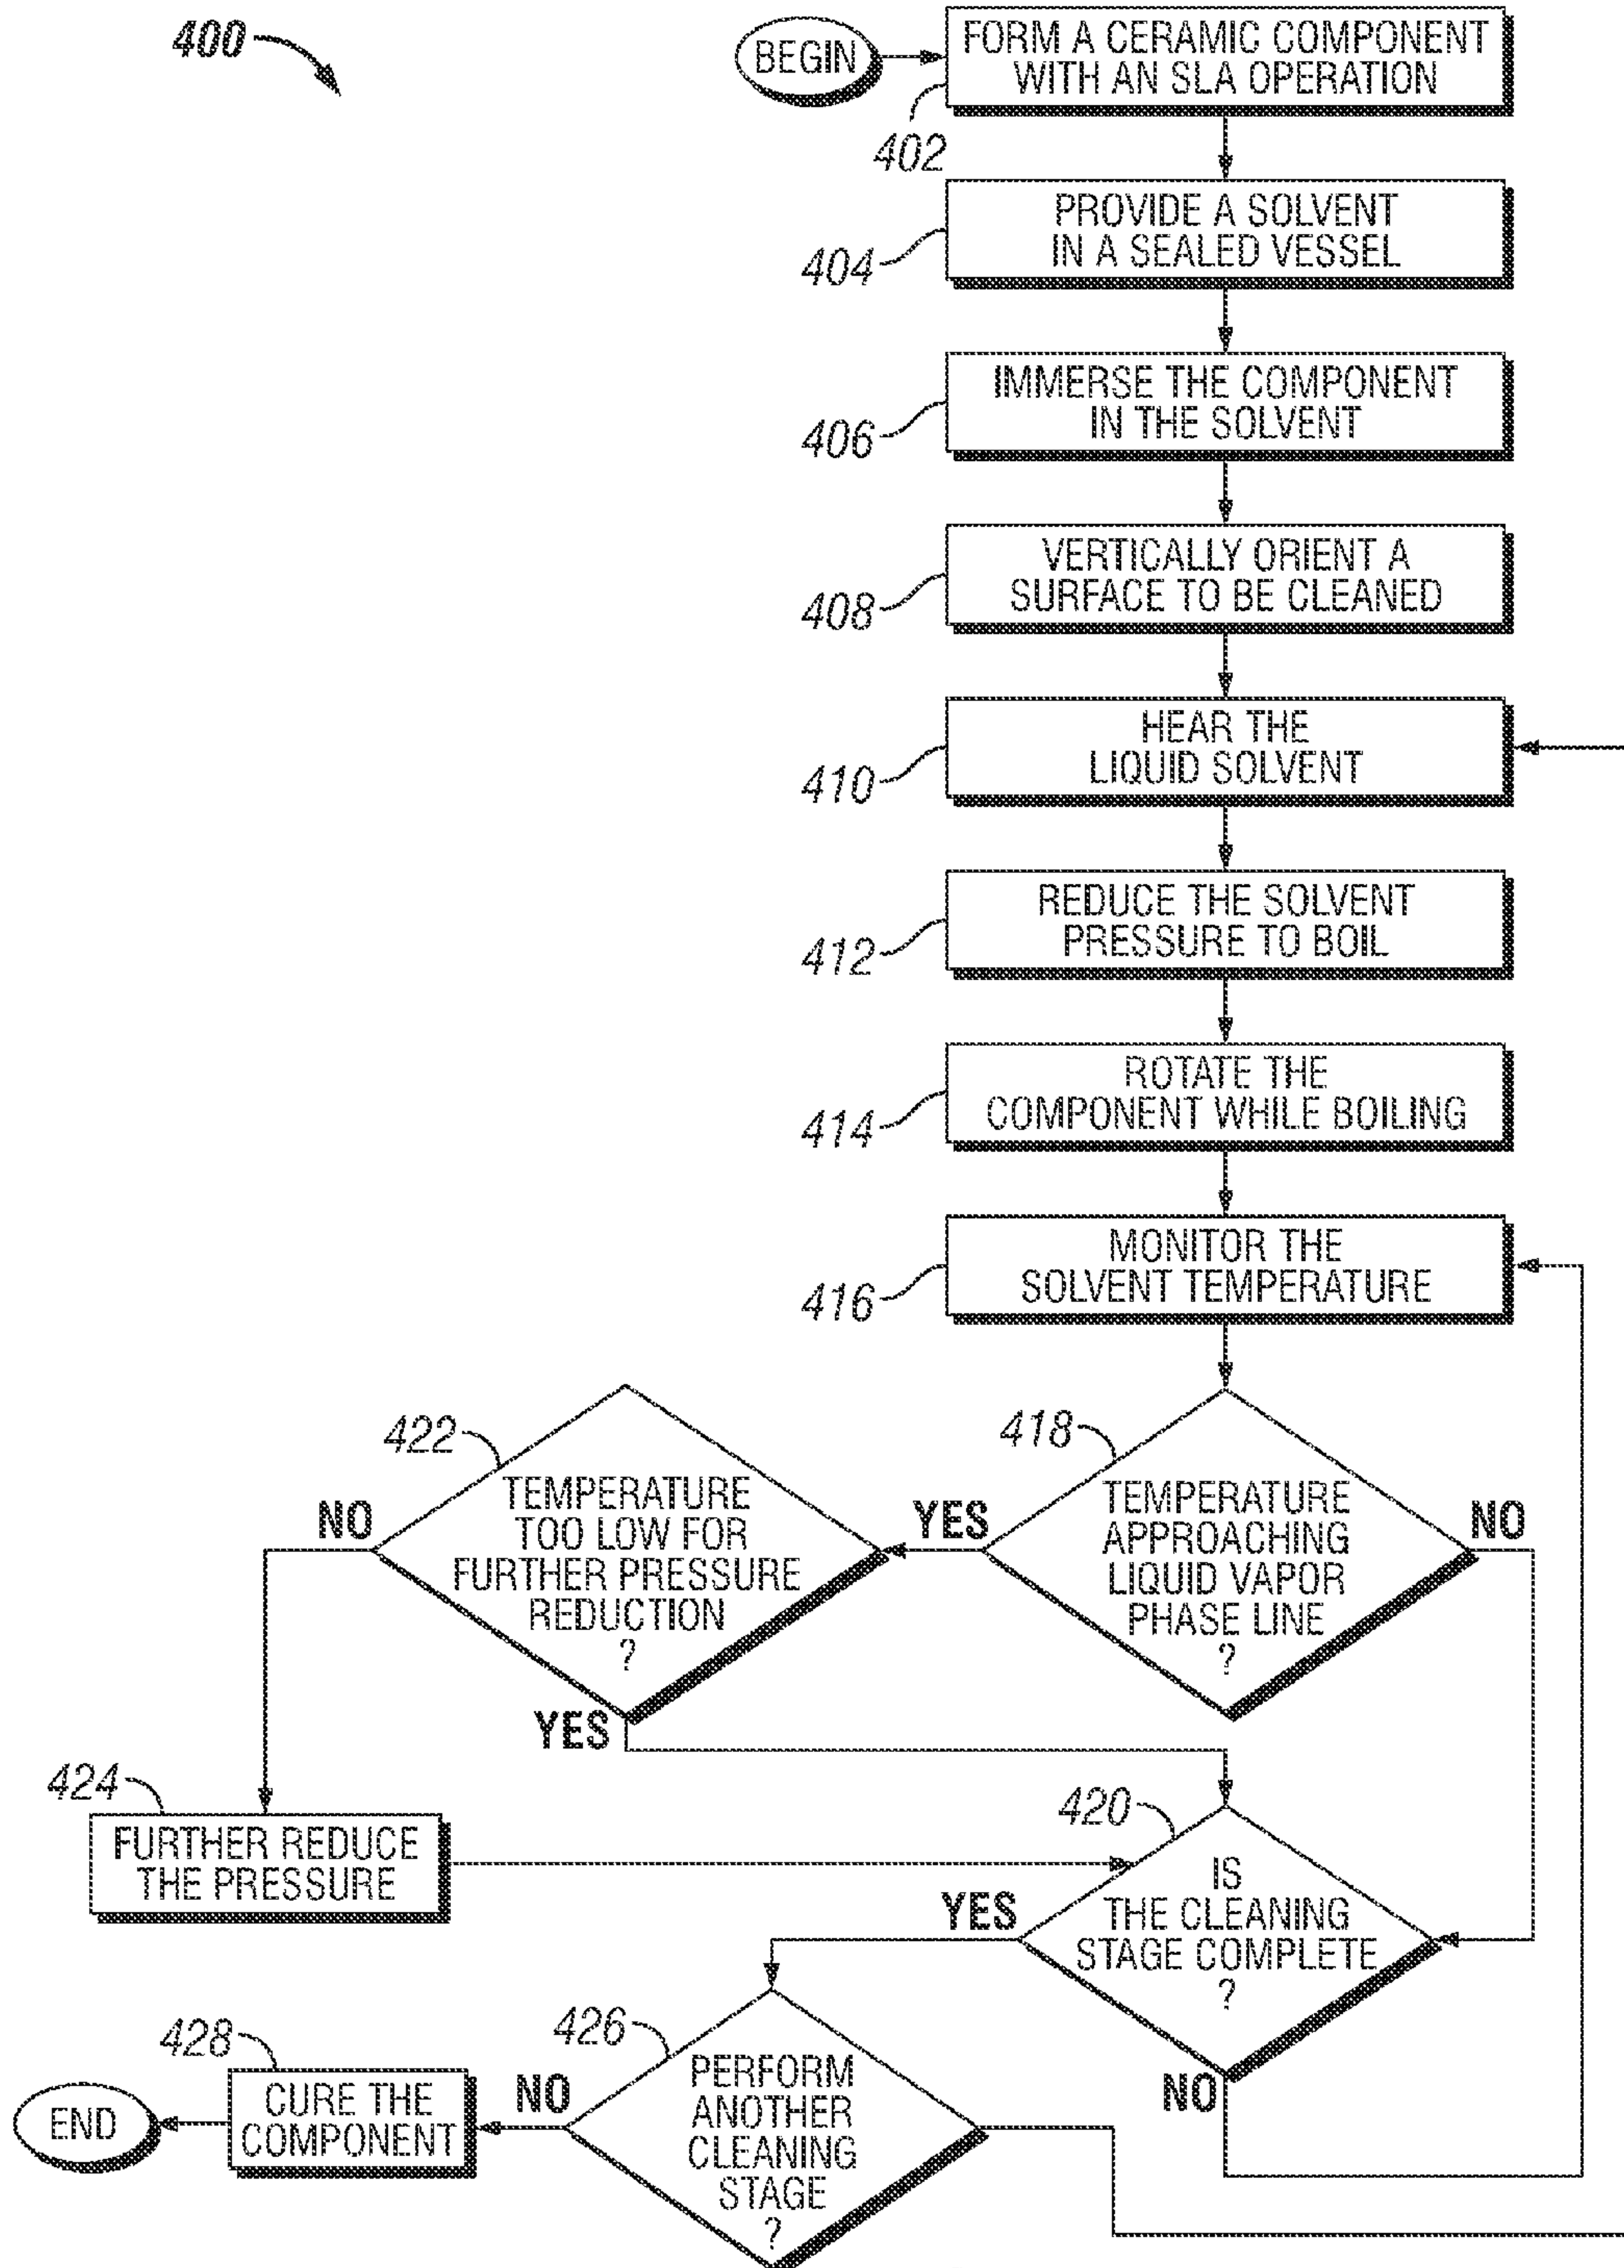 400
BEGIN
FORM A CERAMIC COMPONENT
WITH AN SLA OPERATION
402
PROVIDE A SOLVENT
IN A SEALED VESSEL
404
IMMERSE THE COMPONENT
IN THE SOLVENT
406
VERTICALLY ORIENT A
SURFACE TO BE CLEANED
408
HEAR THE
LIQUID SOLVENT
410
REDUCE THE SOLVENT
PRESSURE TO BOIL
412
ROTATE THE
COMPONENT WHILE BOILING
414
MONITOR THE
SOLVENT TEMPERATURE
416
418
TEMPERATURE
APPROACHING
LIQUID VAPOR
PHASE LINE
?
YES
NO
422
TEMPERATURE
TOO LOW FOR
FURTHER PRESSURE
REDUCTION
?
NO
YES
424
FURTHER REDUCE
THE PRESSURE
420
IS
THE CLEANING
STAGE COMPLETE
?
YES
NO
426
PERFORM
ANOTHER
CLEANING
STAGE
?
NO
428
CURE THE
COMPONENT
END